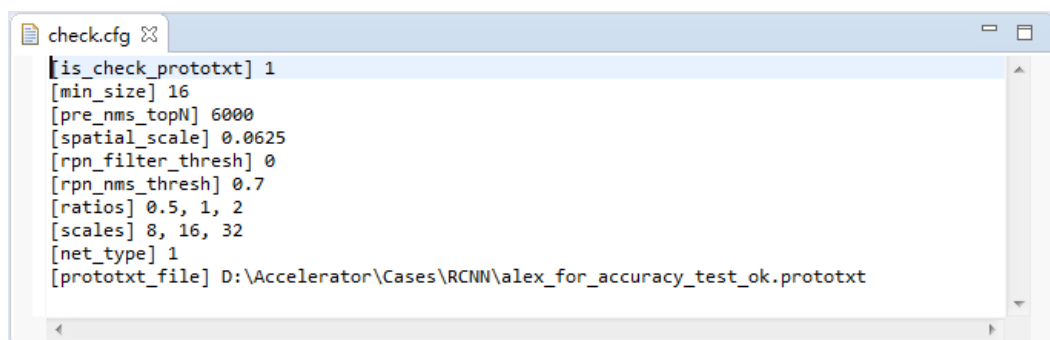 check.cfg
[is_check_prototxt] 1
[min_size] 16
[pre_nms_topN] 6000
[spatial_scale] 0.0625
[rpn_filter_thresh] 0
[rpn_nms_thresh] 0.7
[ratios] 0.5, 1, 2
[scales] 8, 16, 32
[net_type] 1
[prototxt_file] D:\Accelerator\Cases\RCNN\alex_for_accuracy_test_ok.prototxt